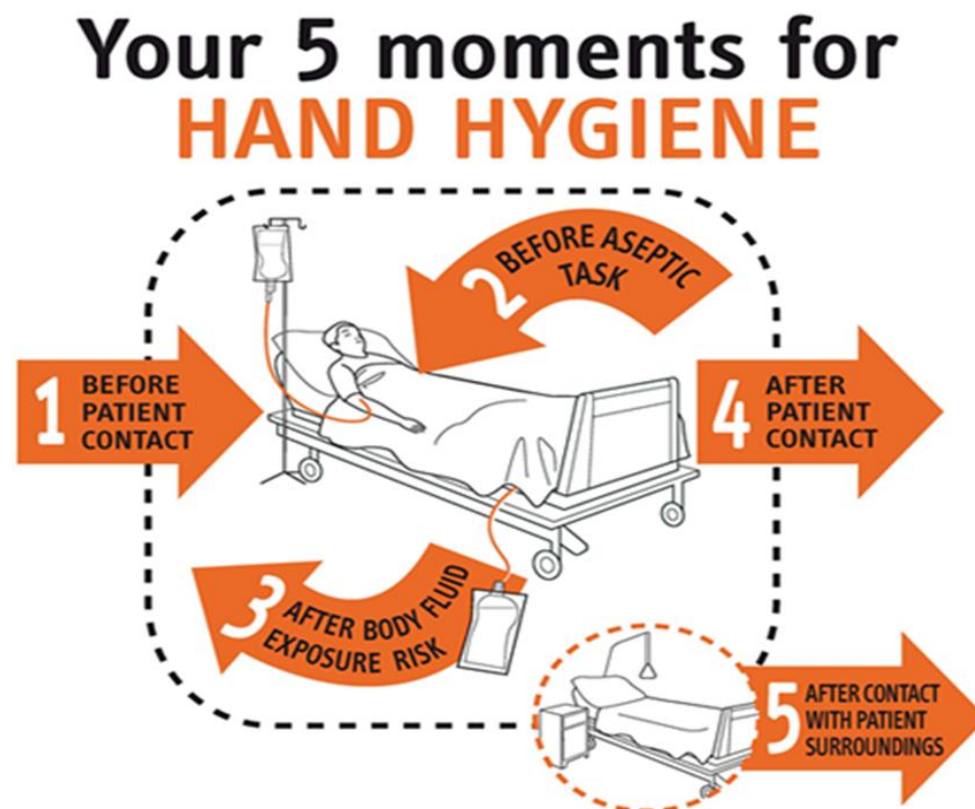 Your 5 moments for
HAND HYGIENE
1 BEFORE
PATIENT
CONTACT
2 BEFORE ASEPTIC
TASK
3 AFTER BODY FLUID
EXPOSURE RISK
4 AFTER
PATIENT
CONTACT
5 AFTER CONTACT
WITH PATIENT
SURROUNDINGS